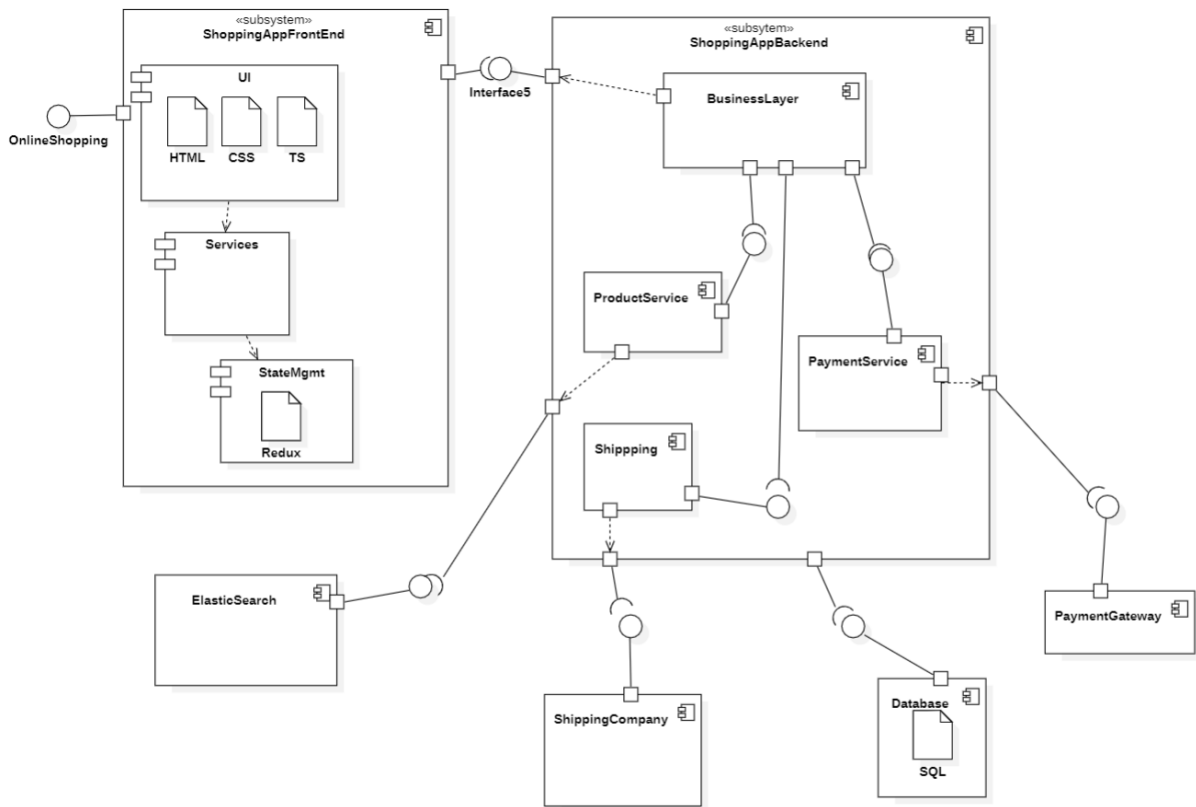 «subsystem»
ShoppingAppFrontEnd
UI
HTML
CSS
TS
OnlineShopping
Services
StateMgmt
Redux
Interface5
«subsytem»
ShoppingAppBackend
BusinessLayer
ProductService
PaymentService
Shippping
ElasticSearch
ShippingCompany
Database
SQL
PaymentGateway